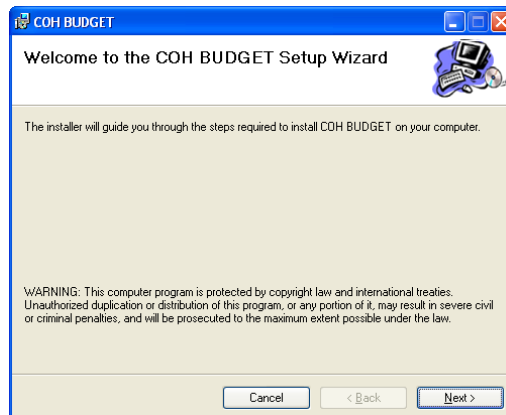 COH BUDGET
Welcome to the COH BUDGET Setup Wizard
The installer will guide you through the steps required to install COH BUDGET on your computer.
WARNING: This computer program is protected by copyright law and international treaties.
Unauthorized duplication or distribution of this program, or any portion of it, may result in severe civil
or criminal penalties, and will be prosecuted to the maximum extent possible under the law.
Cancel
< Back
Next >